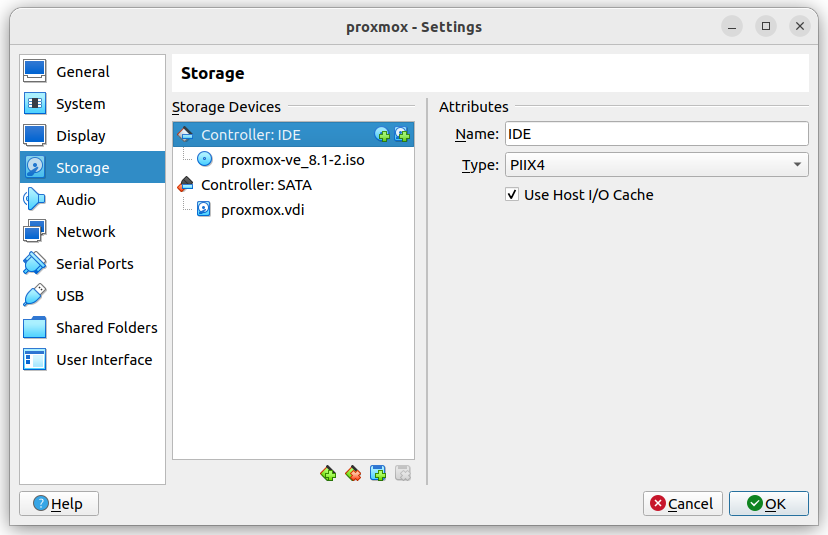 proxmox - Settings
General
System
Display
Storage
Audio
Network
Serial Ports
USB
Shared Folders
User Interface
Storage
Storage Devices
Controller: IDE
proxmox-ve_8.1-2.iso
Controller: SATA
proxmox.vdi
Attributes
Name: IDE
Type: PIIX4
Use Host I/O Cache
Help
Cancel
OK